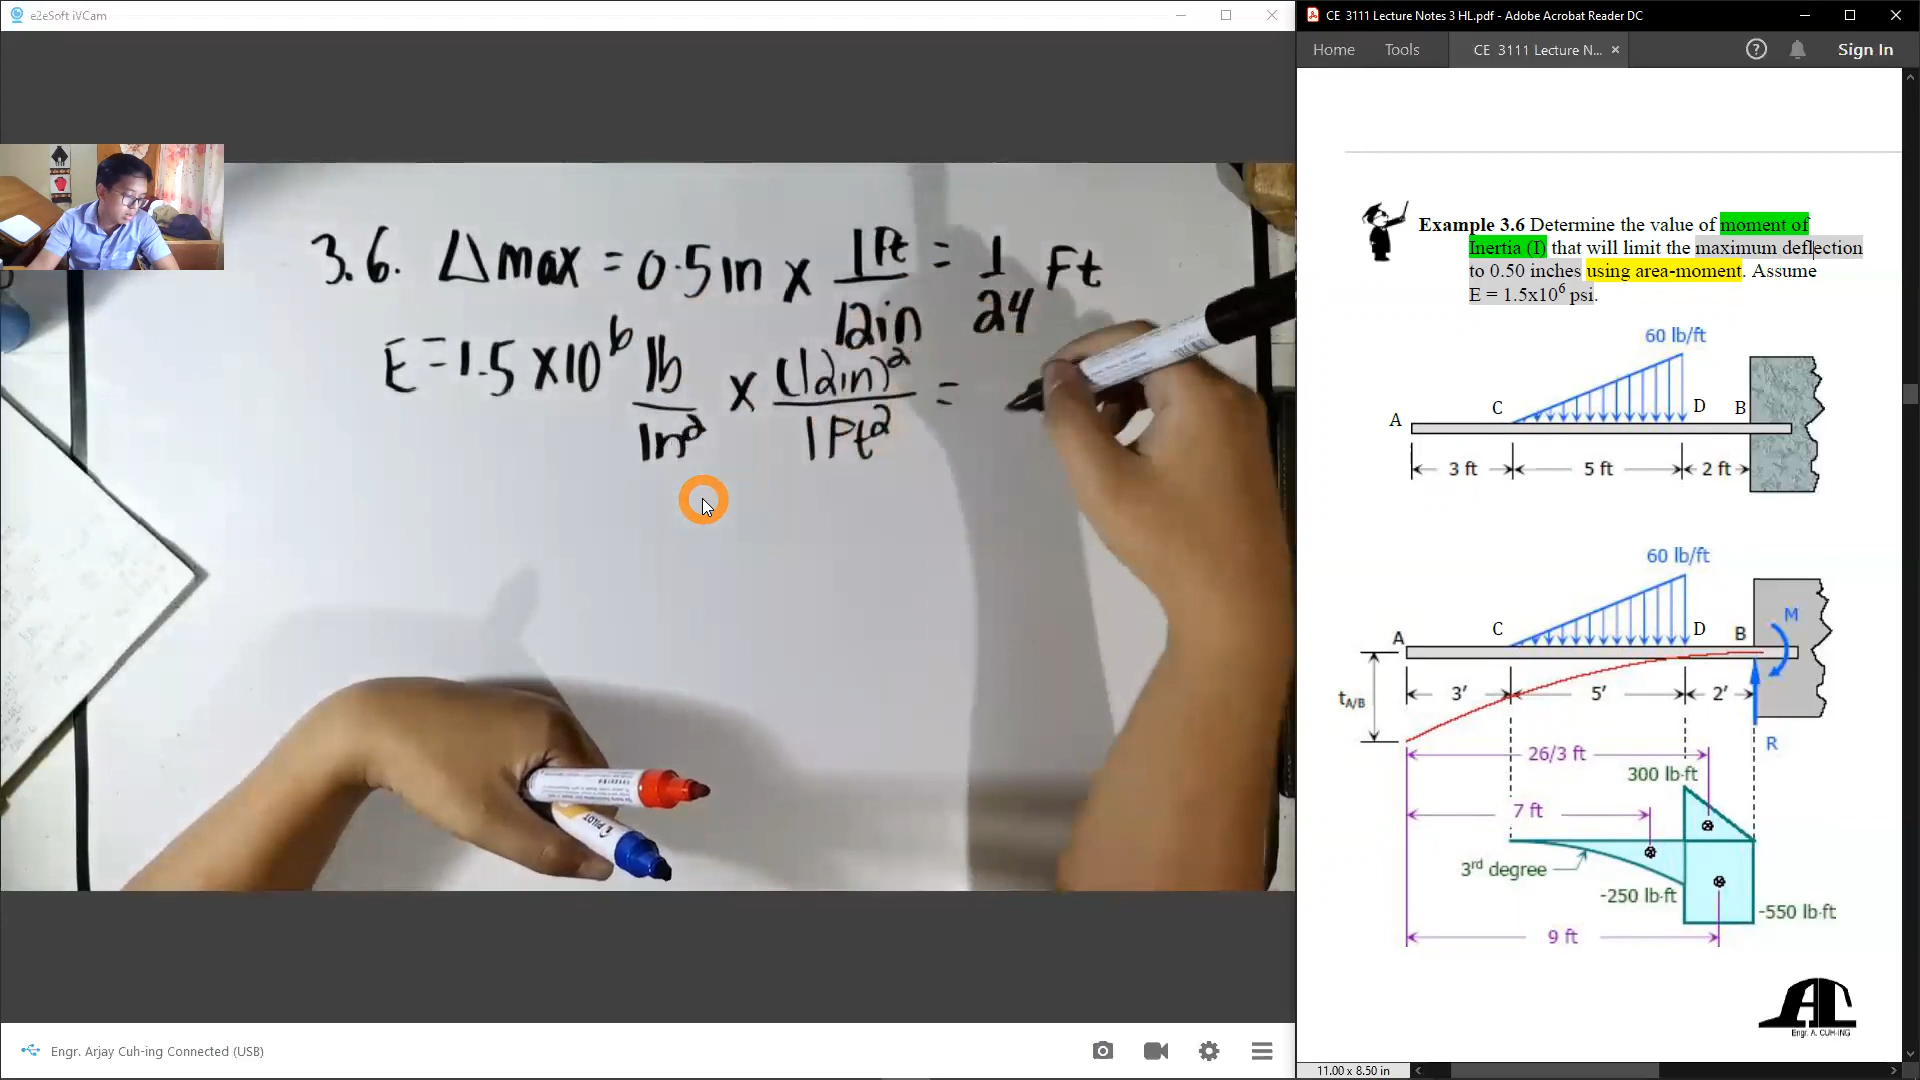 e2eSoft iVCam
CE 3111 Lecture Notes 3 HL.pdf - Adobe Acrobat Reader DC
Home
Tools
CE 3111 Lecture N...
Sign In
3.6. Δmax = 0.5in x 1ft/12in = 1/24 Ft
E = 1.5 x10^6 lb/in² x (12in)²/1Ft² =
PILOT
Example 3.6 Determine the value of moment of
Inertia (I) that will limit the maximum deflection
to 0.50 inches using area-moment. Assume
E = 1.5x10⁶ psi.
60 lb/ft
A
C
D
B
3 ft
5 ft
2 ft
60 lb/ft
M
A
C
D
B
tA/B
3’
5’
2’
R
26/3 ft
300 lb·ft
7 ft
3rd degree
-250 lb·ft
-550 lb·ft
9 ft
Engr. A. CUH-ING
Engr. Arjay Cuh-ing Connected (USB)
11.00 x 8.50 in